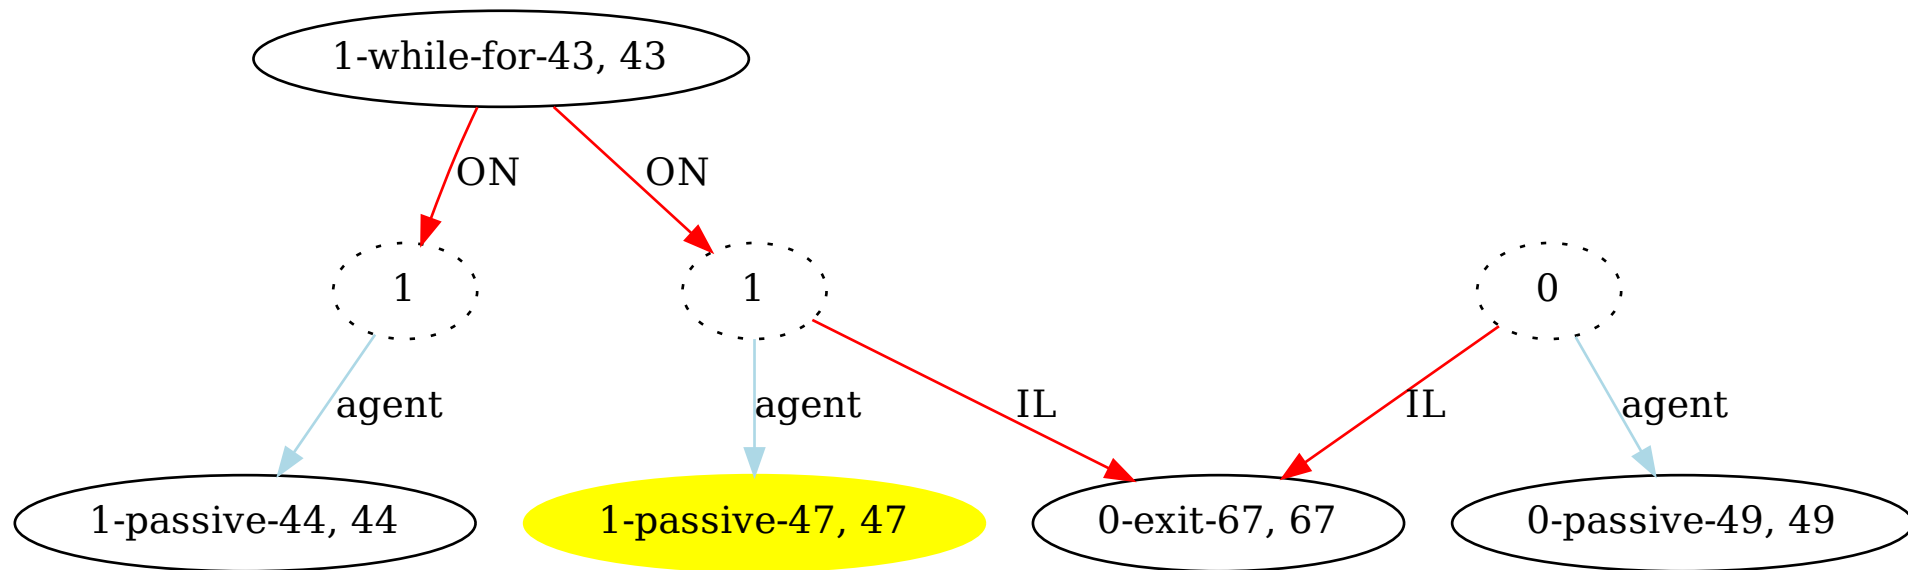 1-while-for-43, 43
ON
ON
1
1
0
agent
agent
IL
IL
agent
1-passive-44, 44
1-passive-47, 47
0-exit-67, 67
0-passive-49, 49